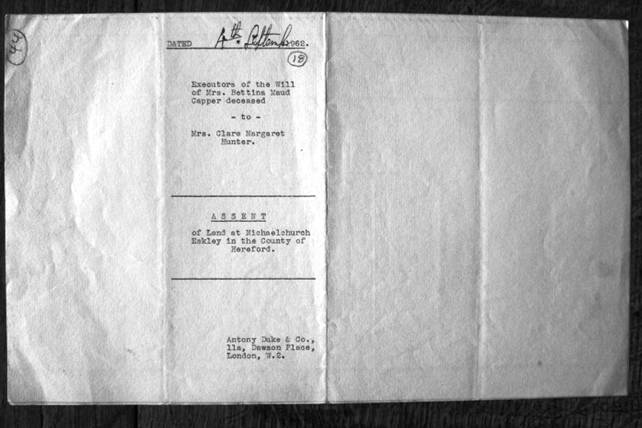 44
DATED 4th. September 1962.
18
Executors of the Will
of Mrs. Bettina Maud
Capper deceased
- to -
Mrs. Clare Margaret
Hunter.
A S S E N T
of Land at Michaelchurch
Eskley in the County of
Hereford.
Antony Duke & Co.,
11a, Dawson Place,
London, W.2.